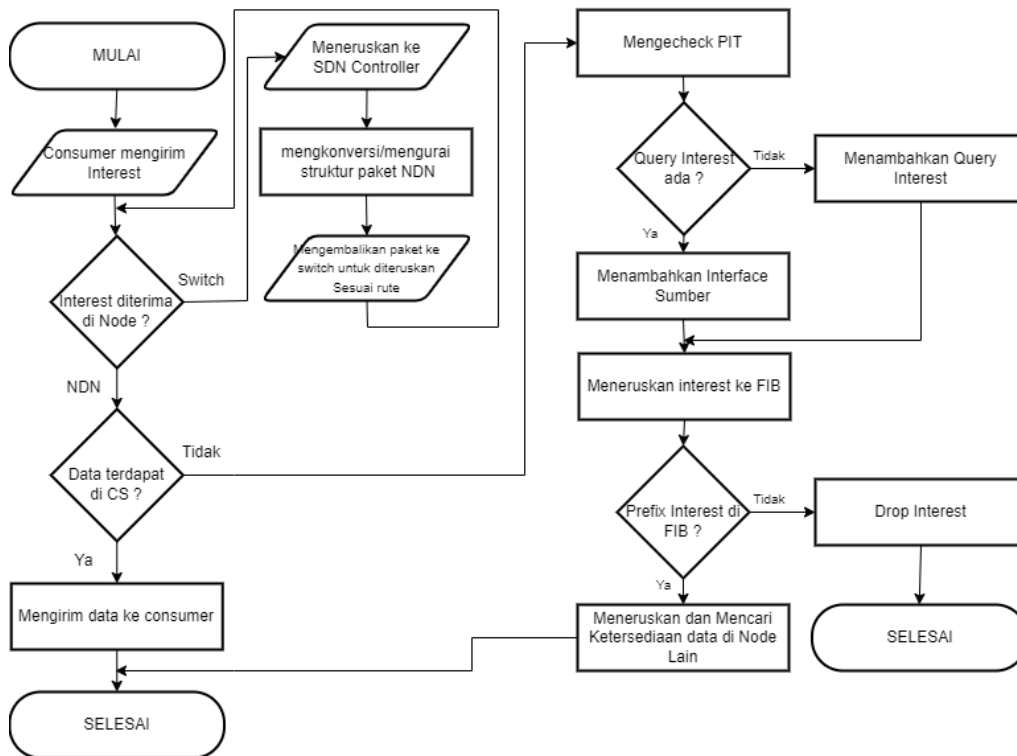 MULAI
Consumer mengirim
Interest
Interest diterima
di Node ?
Switch
NDN
Meneruskan ke
SDN Controller
mengkonversi/mengurai
struktur paket NDN
Mengembalikan paket ke
switch untuk diteruskan
Sesuai rute
Data terdapat
di CS ?
Tidak
Ya
Mengirim data ke consumer
SELESAI
Mengecheck PIT
Query Interest
ada ?
Tidak
Menambahkan Query
Interest
Ya
Menambahkan Interface
Sumber
Meneruskan interest ke FIB
Prefix Interest di
FIB ?
Tidak
Drop Interest
SELESAI
Ya
Meneruskan dan Mencari
Ketersediaan data di Node
Lain